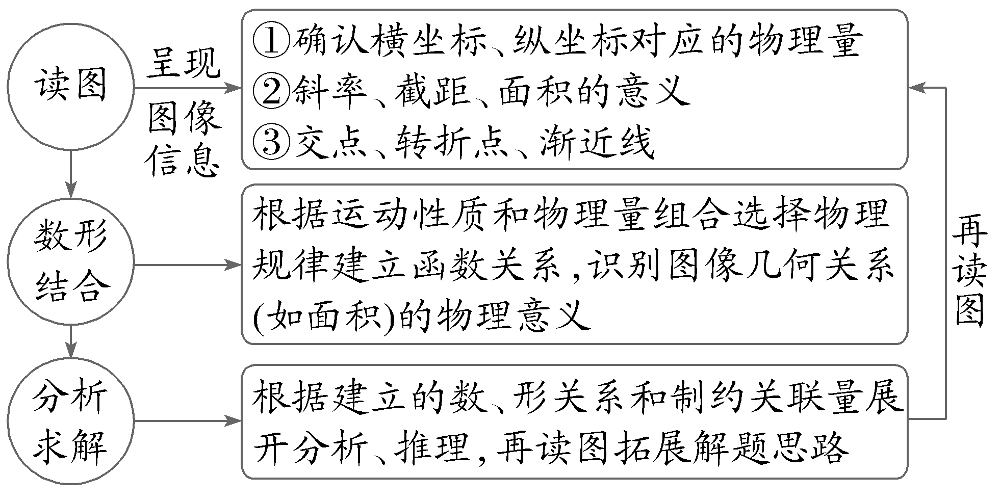 读图
呈现
图像
信息
①确认横坐标、纵坐标对应的物理量
②斜率、截距、面积的意义
③交点、转折点、渐近线
数形
结合
根据运动性质和物理量组合选择物理
规律建立函数关系,识别图像几何关系
(如面积)的物理意义
分析
求解
根据建立的数、形关系和制约关联量展
开分析、推理,再读图拓展解题思路
再读图